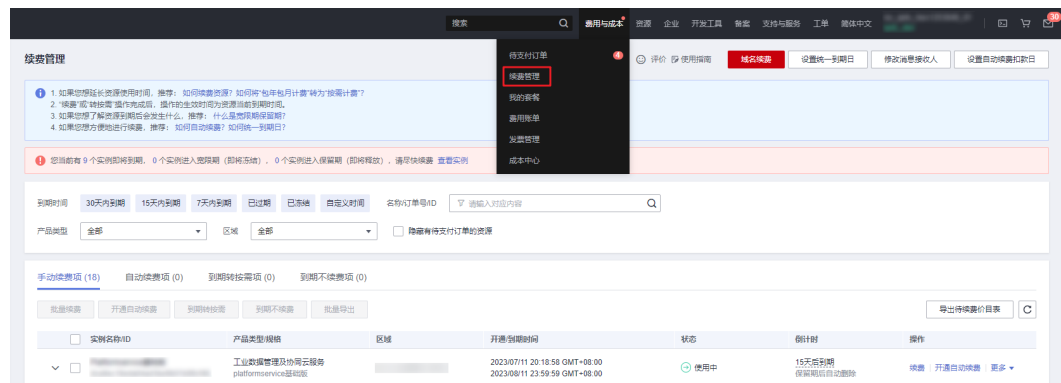 搜索 费用与成本 资源 企业 开发工具 备案 支持与服务 工单 简体中文 30
待支付订单 4
续费管理
我的套餐
费用账单
发票管理
成本中心
续费管理 评价 使用指南 域名续费 设置统一到期日 修改消息接收人 设置自动续费扣款日
1. 如果您想延长资源使用时间，推荐： 如何续费资源？如何将“包年包月计费”转为“按需计费”？
2. “续费”或“转按需”操作完成后，操作的生效时间为资源当前到期时间。
3. 如果您想了解资源到期后会发生什么，推荐： 什么是宽限期保留期？
4. 如果您想方便地进行续费，推荐： 如何自动续费？如何统一到期日？
您当前有 9 个实例即将到期， 0 个实例进入宽限期（即将冻结）， 0 个实例进入保留期（即将释放），请尽快续费 查看实例
到期时间 30天内到期 15天内到期 7天内到期 已过期 已冻结 自定义时间 名称/订单号/ID 请输入对应内容
产品类型 全部 区域 全部 隐藏有待支付订单的资源
手动续费项 (18) 自动续费项 (0) 到期转按需项 (0) 到期不续费项 (0)
批量续费 开通自动续费 到期转按需 到期不续费 批量导出 导出待续费价目表
实例名称/ID 产品类型/规格 区域 开通/到期时间 状态 倒计时 操作
工业数据管理及协同云服务 2023/07/11 20:18:58 GMT+08:00 使用中 15天后到期 续费 开通自动续费 更多
platformservice基础版 2023/08/11 23:59:59 GMT+08:00 保留期后自动删除